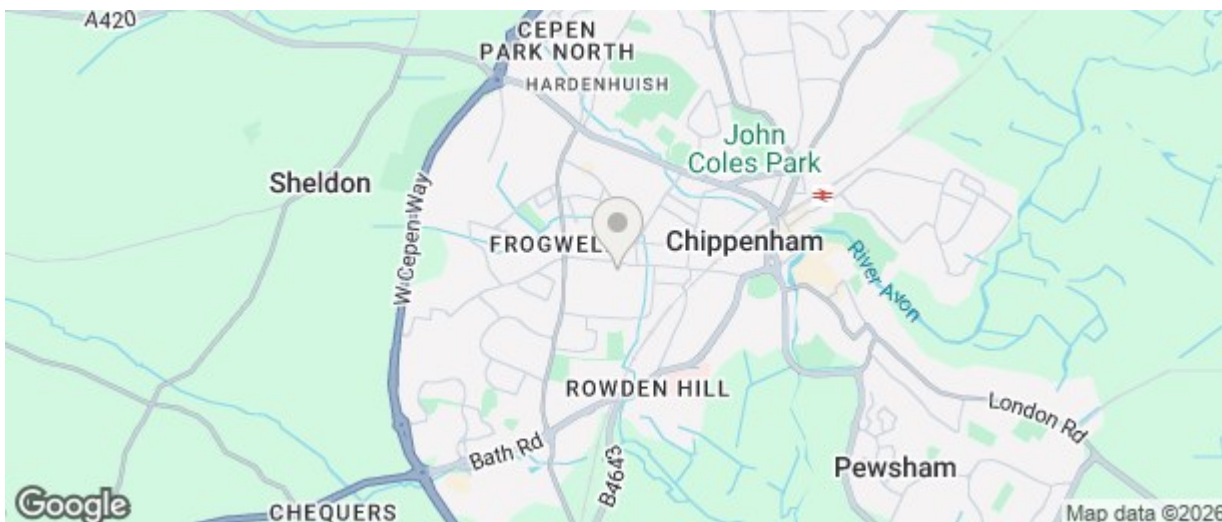 A420
CEPEN
PARK NORTH
HARDENHUISH
John
Coles Park
Sheldon
W Cepen Way
FROGWEL
Chippenham
River Avon
ROWDEN HILL
London Rd
Bath Rd
B4643
Pewsham
Google
CHEQUERS
Map data ©2026